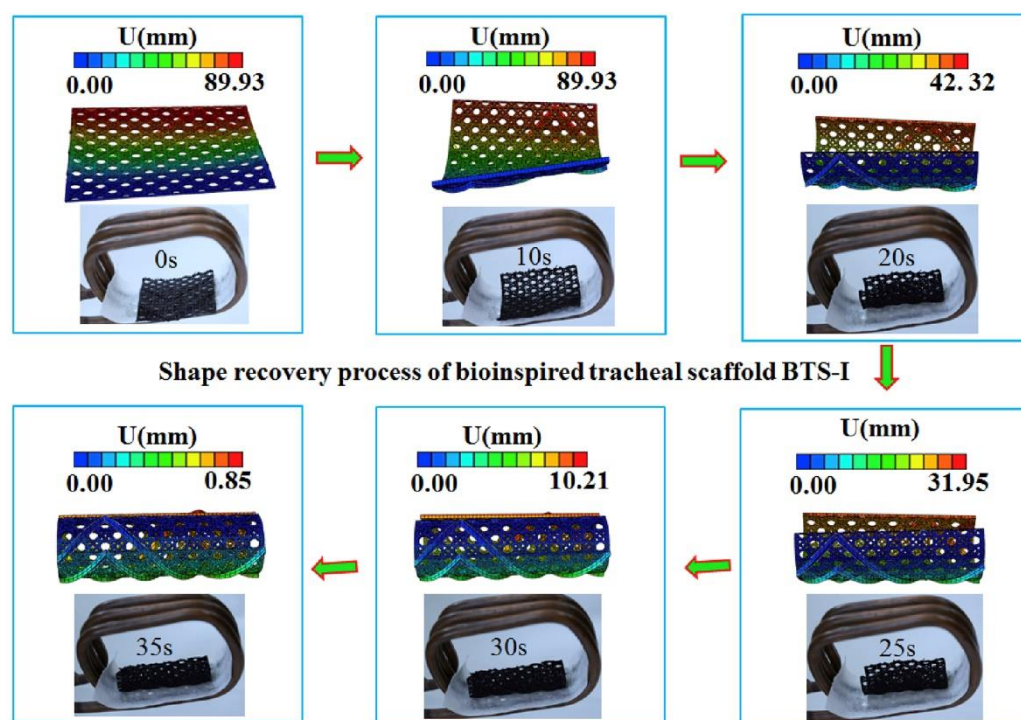 U(mm)
0.00 89.93
0s
U(mm)
0.00 89.93
10s
U(mm)
0.00 42.32
20s
Shape recovery process of bioinspired tracheal scaffold BTS-I
U(mm)
0.00 0.85
35s
U(mm)
0.00 10.21
30s
U(mm)
0.00 31.95
25s